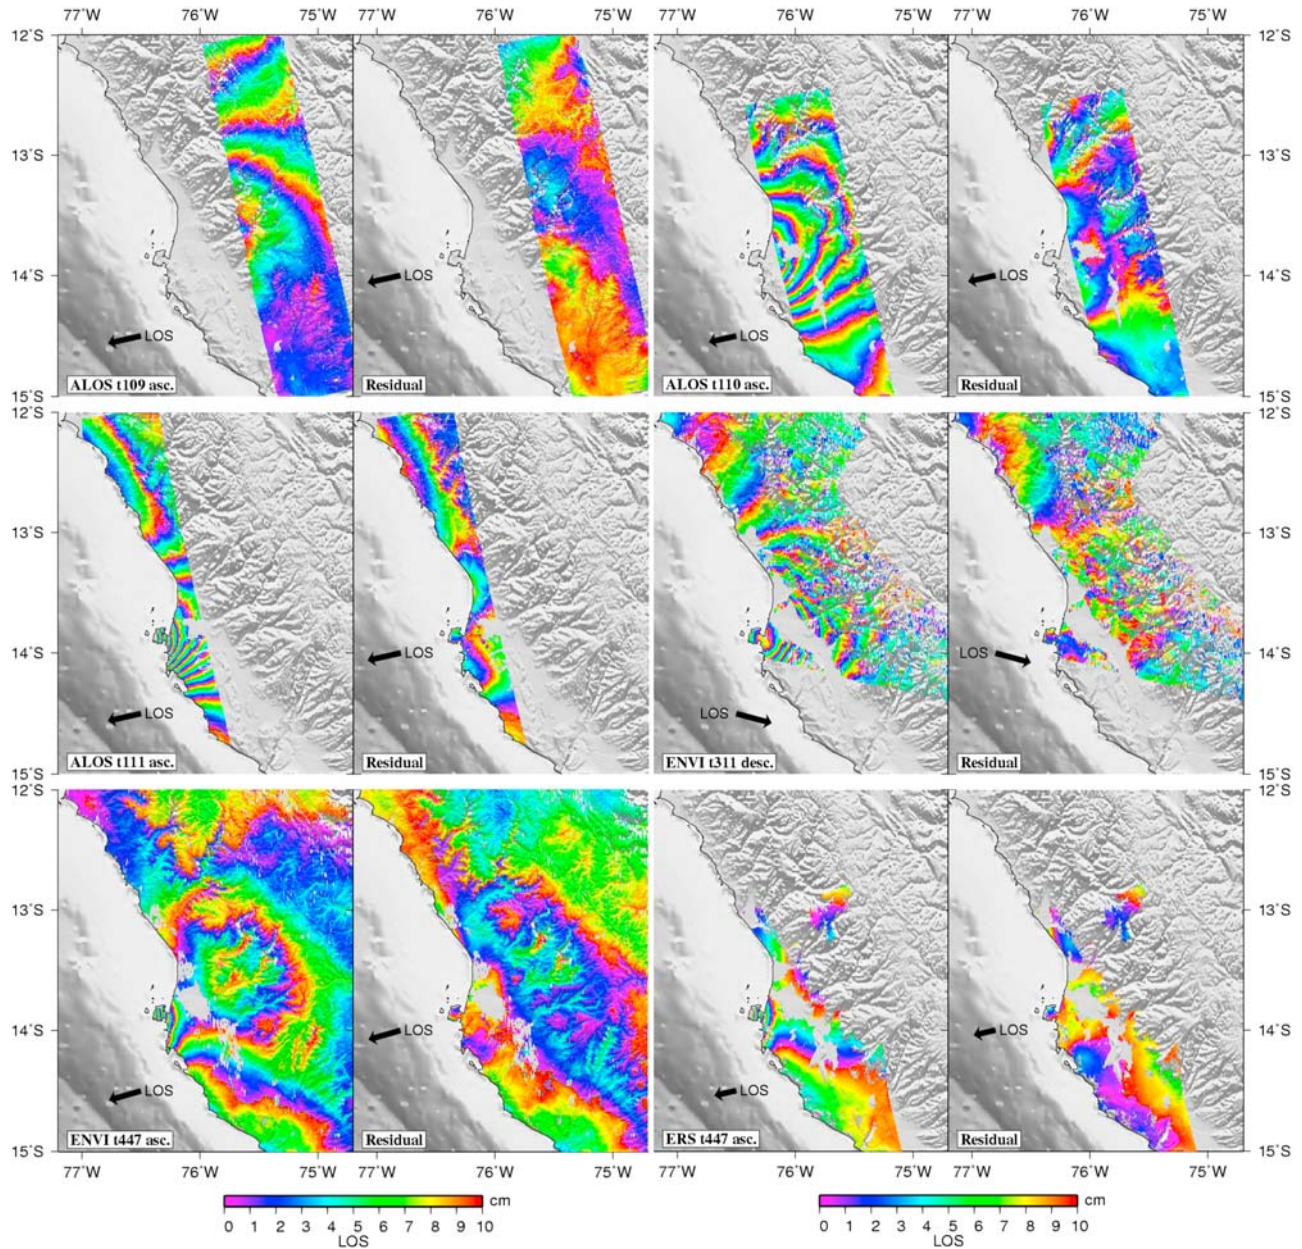 77°W 76°W 75°W 77°W 76°W 75°W 77°W 76°W 75°W 77°W 76°W 75°W
12°S 12°S
13°S 13°S
14°S 14°S
LOS LOS
LOS LOS
15°S ALOS t109 asc. Residual ALOS t110 asc. Residual 15°S
12°S 12°S
13°S 13°S
14°S 14°S
LOS LOS
LOS LOS
15°S ALOS t111 asc. Residual ENVI t311 desc. Residual 15°S
12°S 12°S
13°S 13°S
14°S 14°S
LOS LOS
LOS LOS
15°S ENVI t447 asc. Residual ERS t447 asc. Residual 15°S
77°W 76°W 75°W 77°W 76°W 75°W 77°W 76°W 75°W 77°W 76°W 75°W
cm cm
0 1 2 3 4 5 6 7 8 9 10 0 1 2 3 4 5 6 7 8 9 10
LOS LOS